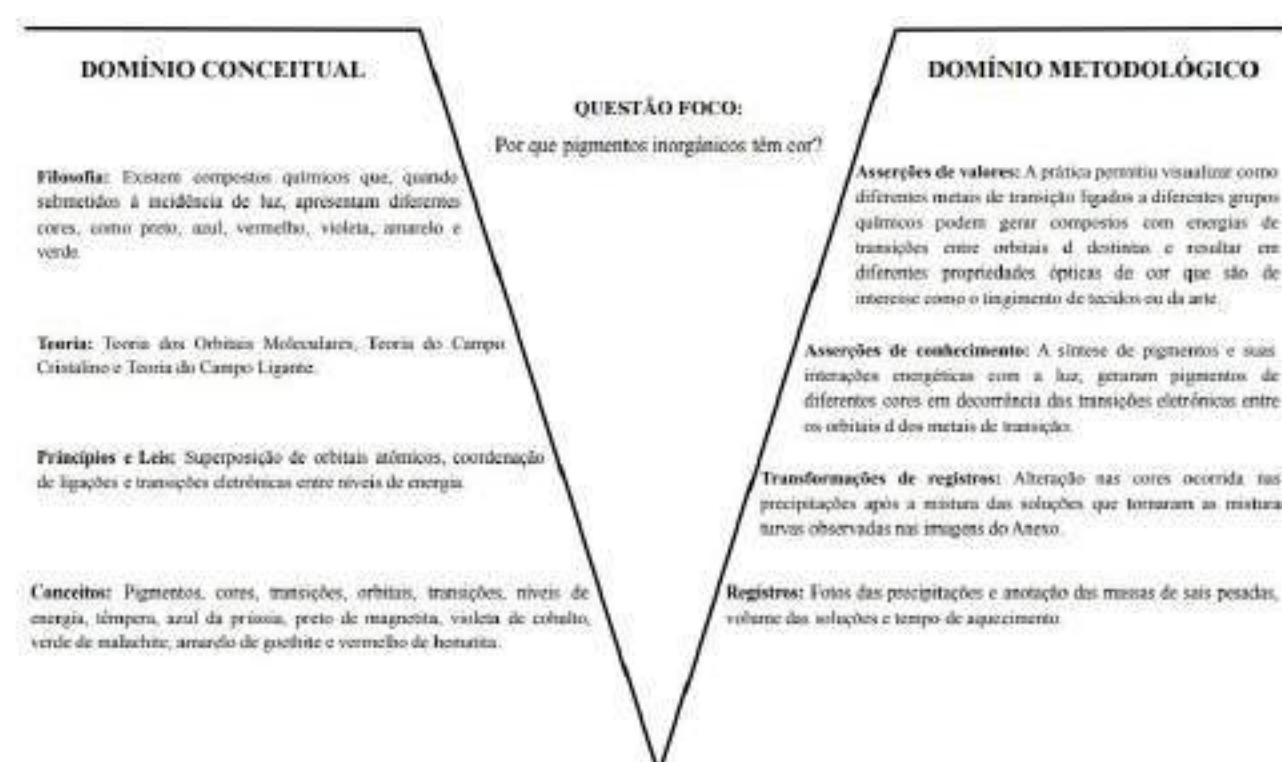 DOMÍNIO CONCEITUAL
Filosofia: Existem compostos químicos que, quando
submetidos à incidência de luz, apresentam diferentes
cores, como preto, azul, vermelho, violeta, amarelo e
verde.
Teoria: Teoria dos Orbitais Moleculares, Teoria do Campo
Cristalino e Teoria do Campo Ligante.
Princípios e Leis: Superposição de orbitais atômicos, coordenação
de ligações e transições eletrônicas entre níveis de energia.
Conceitos: Pigmentos, cores, transições, orbitais, transições, níveis de
energia, têmpera, azul da prússia, preto de magnetita, violeta de cobalto,
verde de malachite, amarelo de goethite e vermelho de hematita.
QUESTÃO FOCO:
Por que pigmentos inorgânicos têm cor?
DOMÍNIO METODOLÓGICO
Asserções de valores: A prática permitiu visualizar como
diferentes metais de transição ligados a diferentes grupos
químicos podem gerar compostos com energias de
transições entre orbitais d destintas e resultar em
diferentes propriedades ópticas de cor que são de
interesse como o tingimento de tecidos ou da arte.
Asserções de conhecimento: A síntese de pigmentos e suas
interações energéticas com a luz, geraram pigmentos de
diferentes cores em decorrência das transições eletrônicas entre
os orbitais d dos metais de transição.
Transformações de registros: Alteração nas cores ocorrida nas
precipitações após a mistura das soluções que tornaram as mistura
turvas observadas nas imagens do Anexo.
Registros: Fotos das precipitações e anotação das massas de sais pesadas,
volume das soluções e tempo de aquecimento.